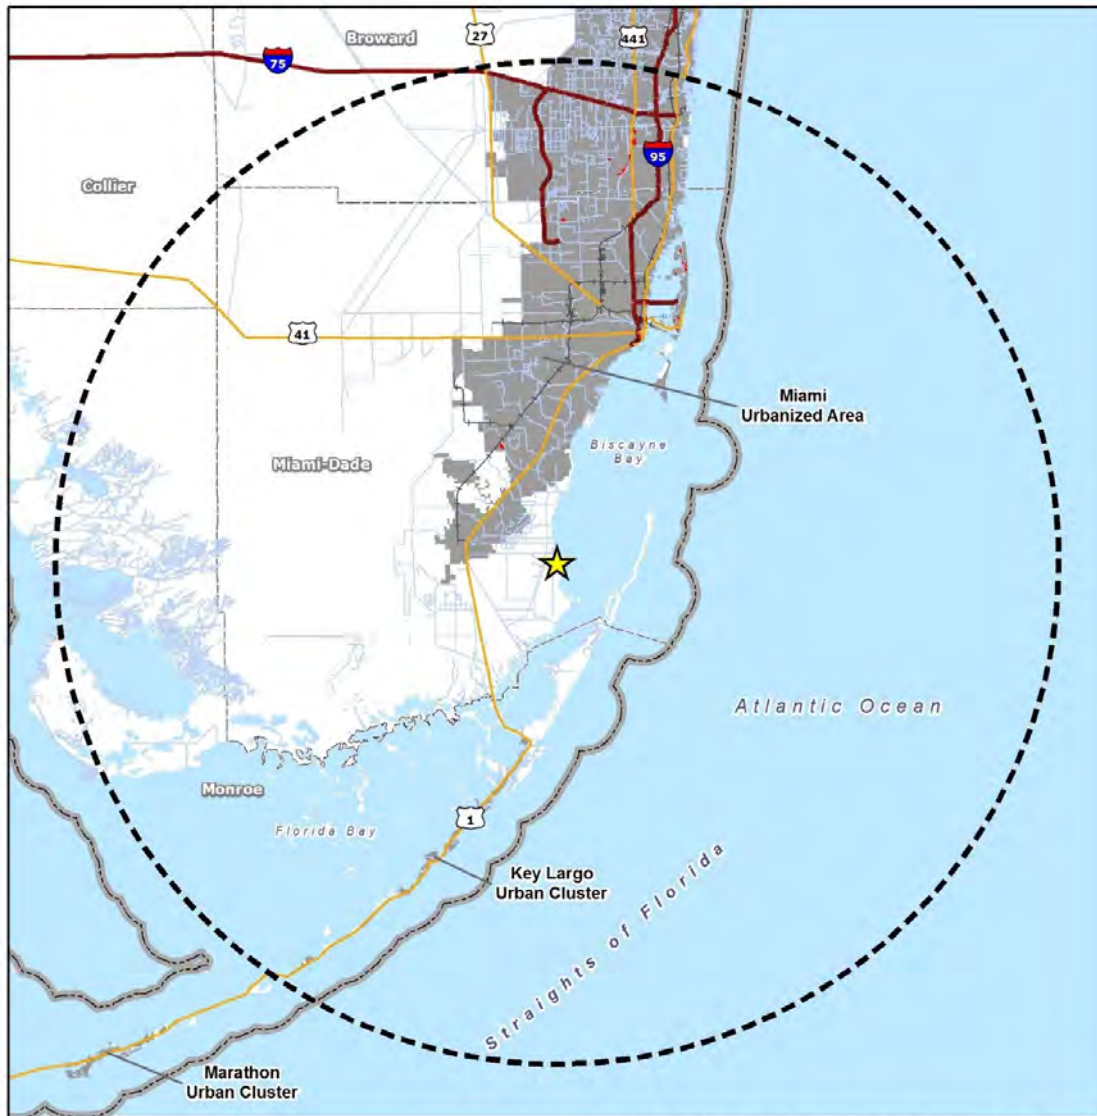 Broward
27
441
75
95
Collier
41
Miami
Urbanized Area
Biscayne
Bay
Miami-Dade
Atlantic Ocean
Monroe
1
Florida Bay
Key Largo
Urban Cluster
Straights of Florida
Marathon
Urban Cluster